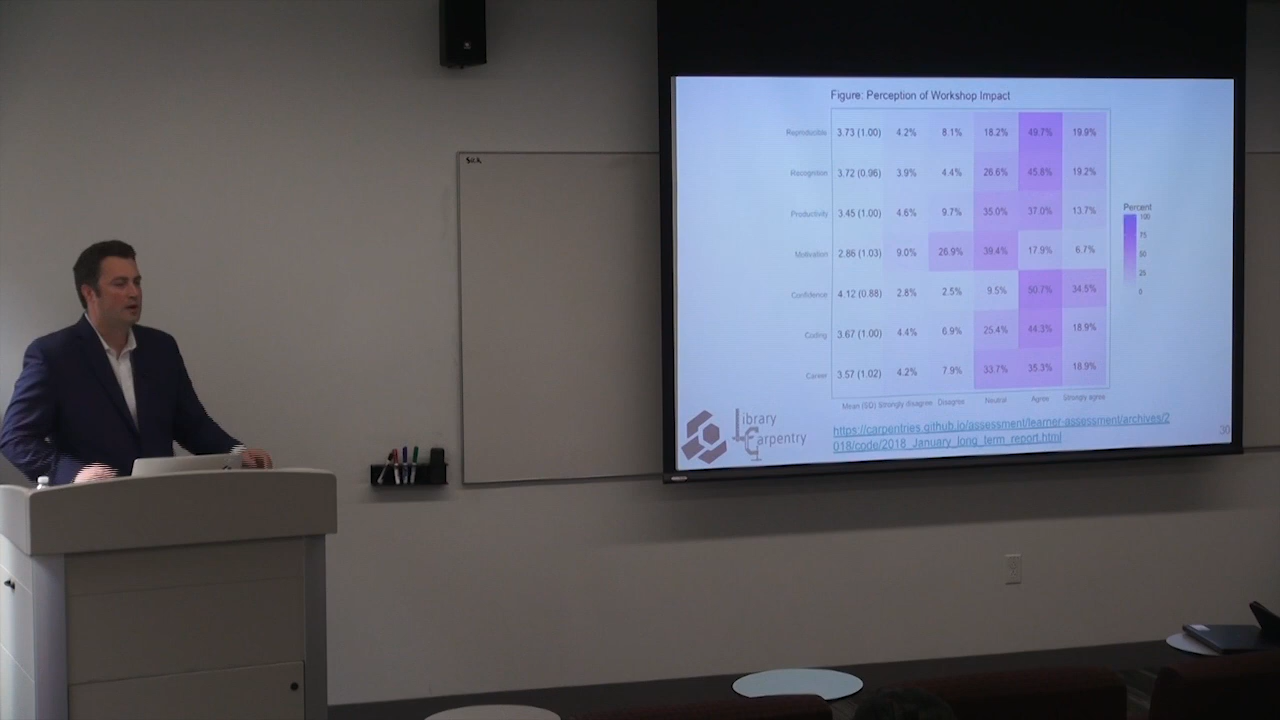 Figure: Perception of Workshop Impact
Reproducible 3.73 (1.00) 4.2% 8.1% 18.2% 49.7% 19.9%
Recognition 3.72 (0.96) 3.9% 4.4% 26.6% 45.8% 19.2%
Productivity 3.45 (1.00) 4.6% 9.7% 35.0% 37.0% 13.7%
Motivation 2.86 (1.03) 9.0% 26.9% 39.4% 17.9% 6.7%
Confidence 4.12 (0.88) 2.8% 2.5% 9.5% 50.7% 34.5%
Coding 3.67 (1.00) 4.4% 6.9% 25.4% 44.3% 18.9%
Career 3.57 (1.02) 4.2% 7.9% 33.7% 35.3% 18.9%
Mean (SD) Strongly disagree Disagree Neutral Agree Strongly agree
Percent
100
75
50
25
0
Library
Carpentry
https://carpentries.github.io/assessment/learner-assessment/archives/2
018/code/2018_January_long_term_report.html
30